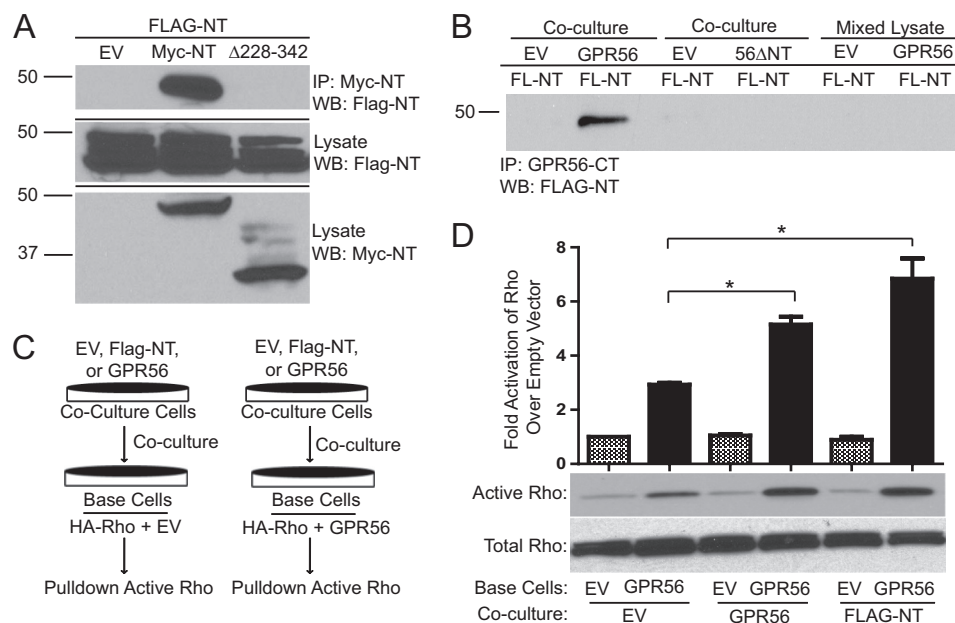 A
FLAG-NT
EV Myc-NT Δ228-342
50
IP: Myc-NT
WB: Flag-NT
50
Lysate
WB: Flag-NT
50
Lysate
WB: Myc-NT
37
B
Co-culture Co-culture Mixed Lysate
EV GPR56 EV 56ΔNT EV GPR56
FL-NT FL-NT FL-NT FL-NT FL-NT FL-NT
50
IP: GPR56-CT
WB: FLAG-NT
C
EV, Flag-NT,
or GPR56
Co-Culture Cells
Co-culture
Base Cells
HA-Rho + EV
Pulldown Active Rho
EV, Flag-NT,
or GPR56
Co-culture Cells
Co-culture
Base Cells
HA-Rho + GPR56
Pulldown Active Rho
D
Fold Activation of Rho
Over Empty Vector
8
6
4
2
0
*
*
Active Rho:
Total Rho:
Base Cells: EV GPR56 EV GPR56 EV GPR56
Co-culture: EV GPR56 FLAG-NT